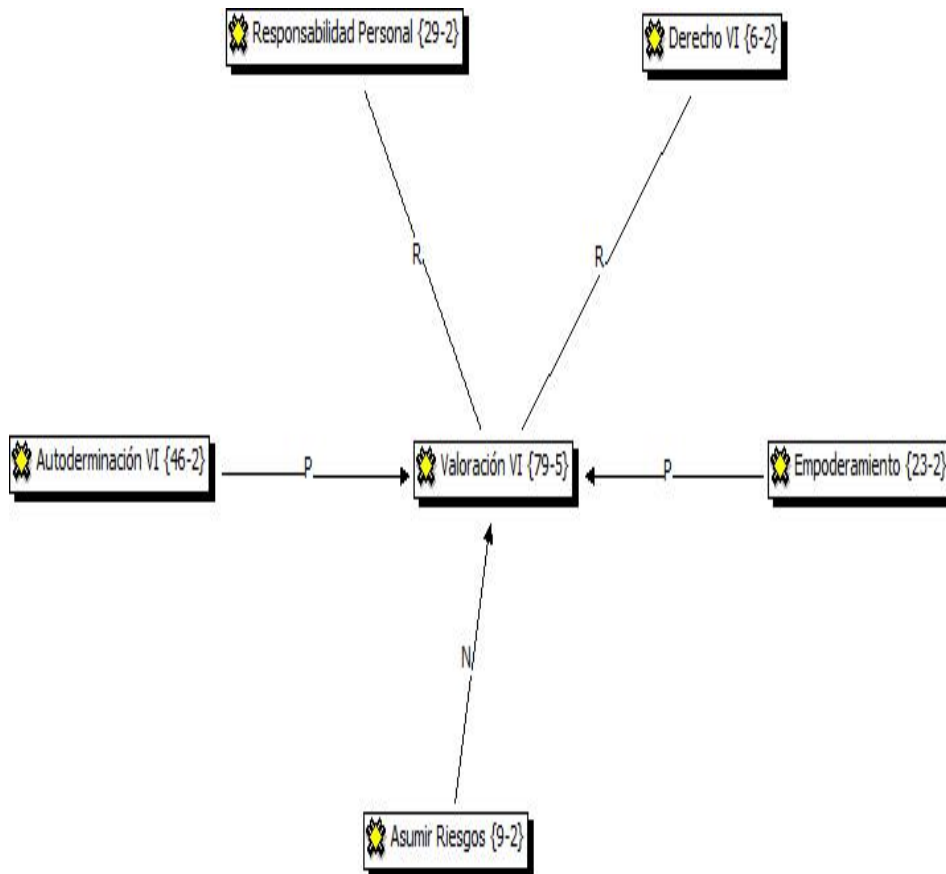 Responsabilidad Personal {29-2}
Derecho VI {6-2}
R
R
Autoderminación VI {46-2}
P
Valoración VI {79-5}
P
Empoderamiento {23-2}
N
Asumir Riesgos {9-2}